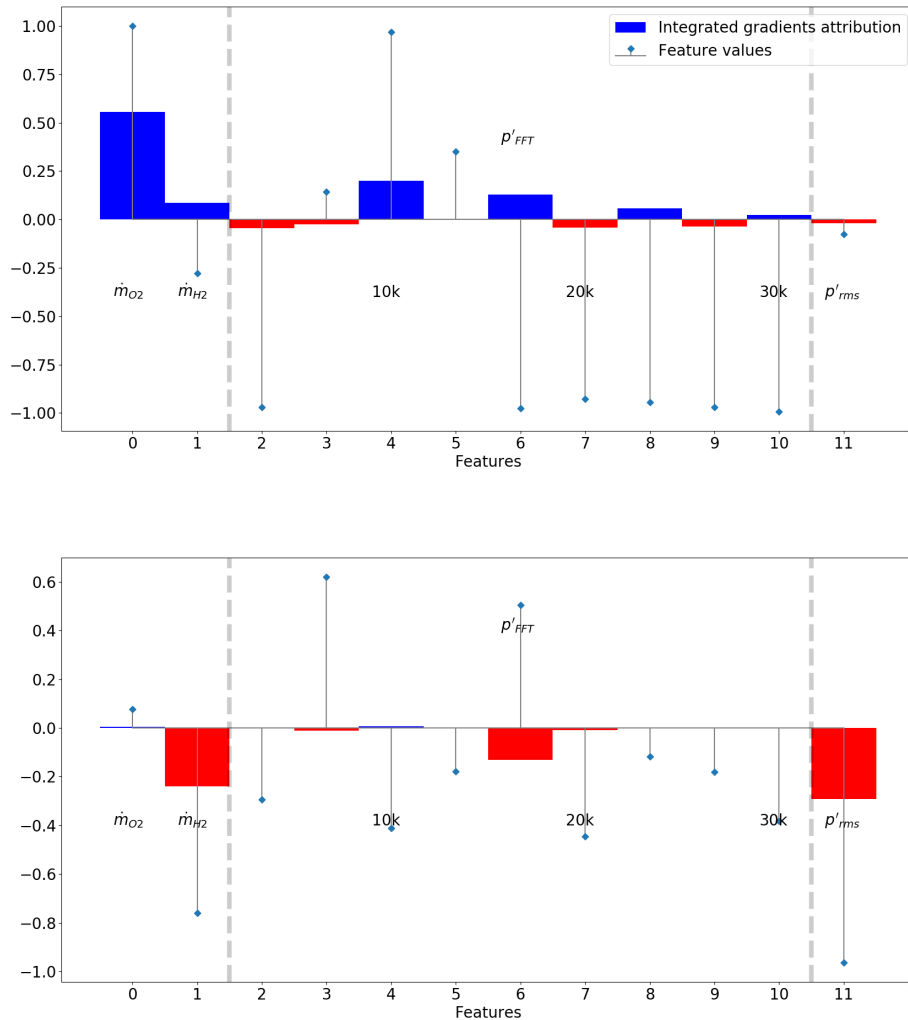 1.00
0.75
0.50
0.25
0.00
−0.25
−0.50
−0.75
−1.00
Integrated gradients attribution
Feature values
p′FFT
ṁO2 ṁH2 10k 20k 30k p′rms
0 1 2 3 4 5 6 7 8 9 10 11
Features
0.6
0.4
0.2
0.0
−0.2
−0.4
−0.6
−0.8
−1.0
p′FFT
ṁO2 ṁH2 10k 20k 30k p′rms
0 1 2 3 4 5 6 7 8 9 10 11
Features